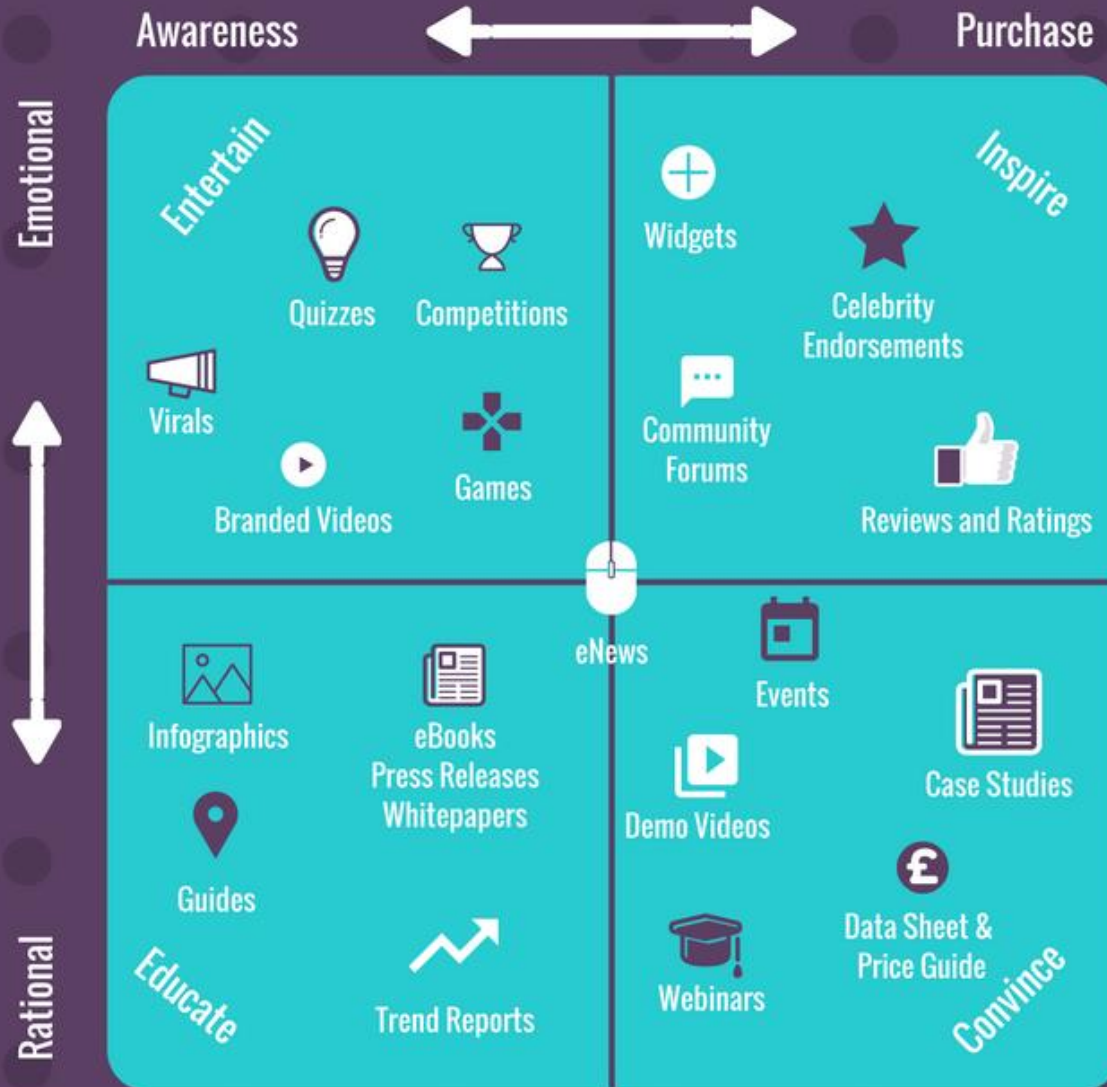 Awareness
Purchase
Emotional
Rational
Entertain
Quizzes
Competitions
Virals
Branded Videos
Games
Inspire
Widgets
Celebrity
Endorsements
Community
Forums
Reviews and Ratings
eNews
Infographics
eBooks
Press Releases
Whitepapers
Guides
Trend Reports
Educate
Events
Case Studies
Demo Videos
£
Data Sheet &
Price Guide
Webinars
Convince